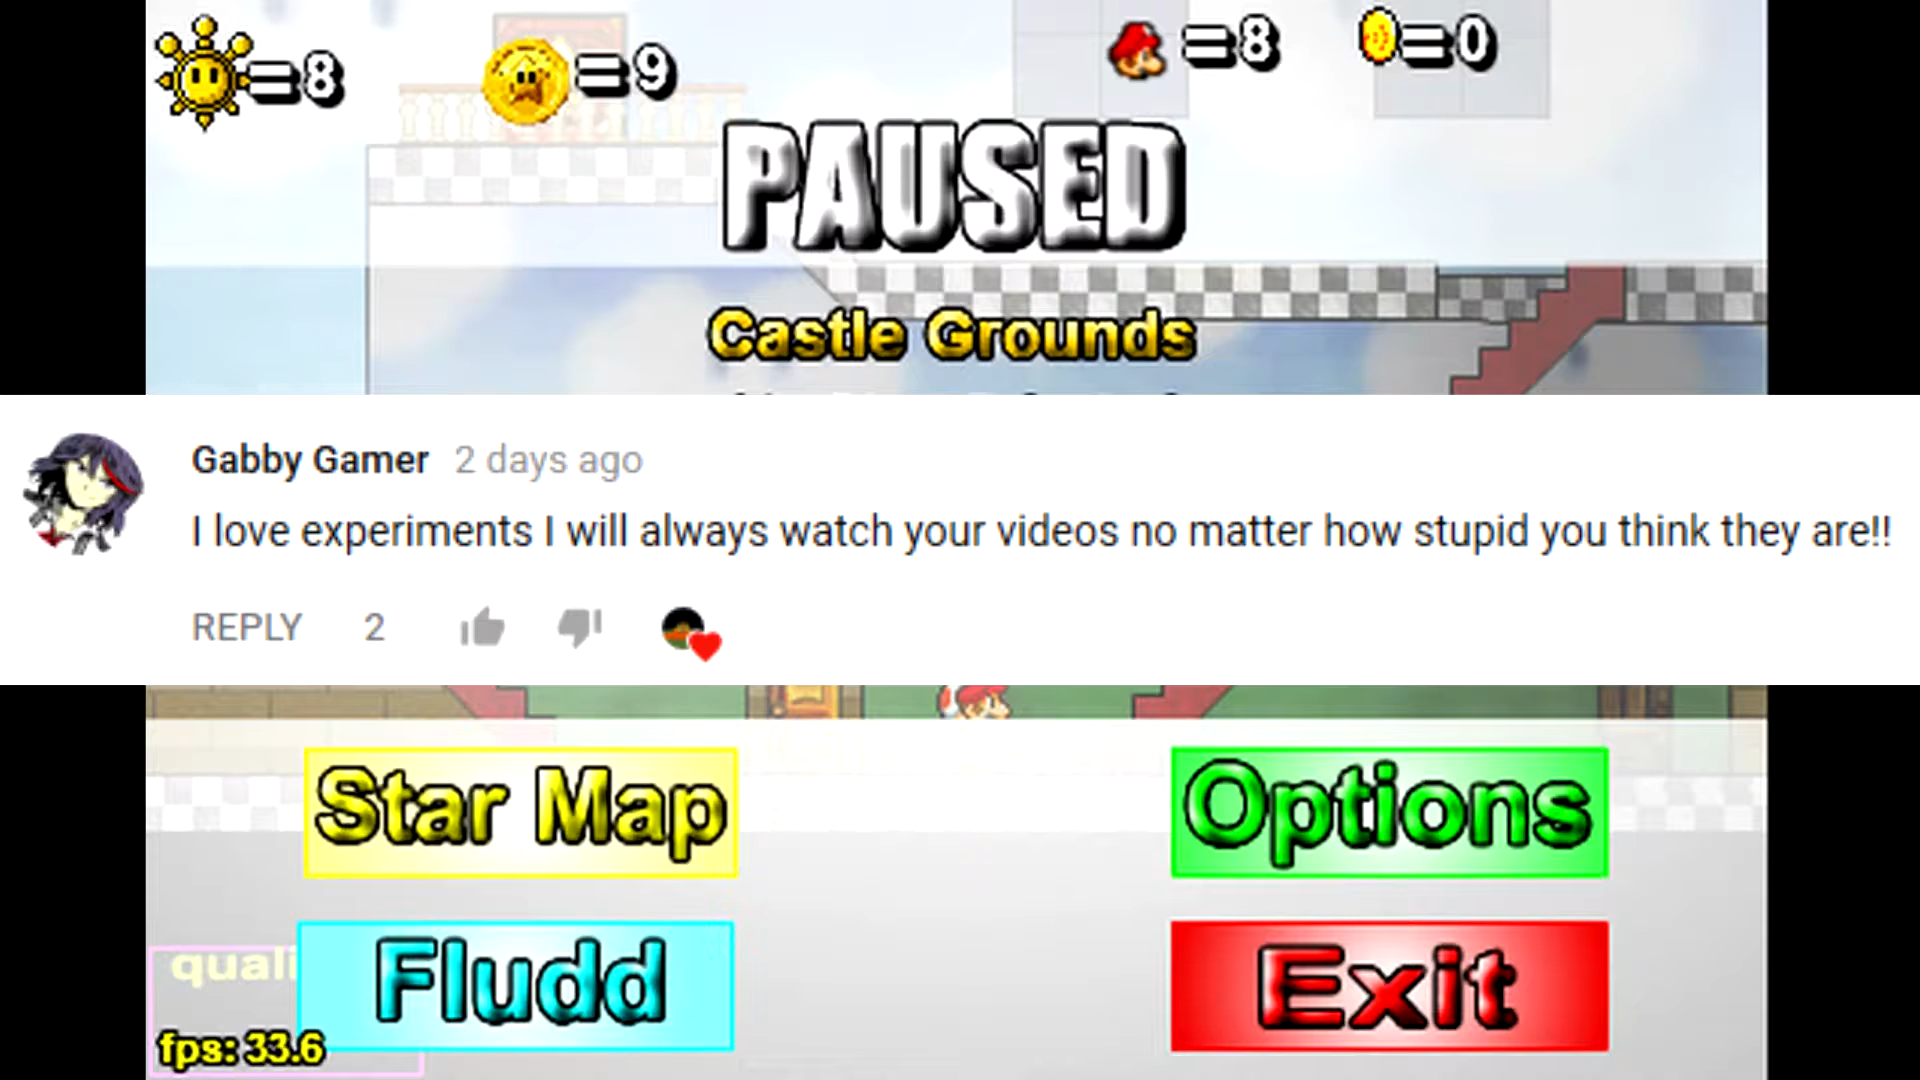 =8 =9 =8 =0
PAUSED
Castle Grounds
Gabby Gamer 2 days ago
I love experiments I will always watch your videos no matter how stupid you think they are!!
REPLY 2
Star Map Options
Fludd Exit
quali
fps: 33.6